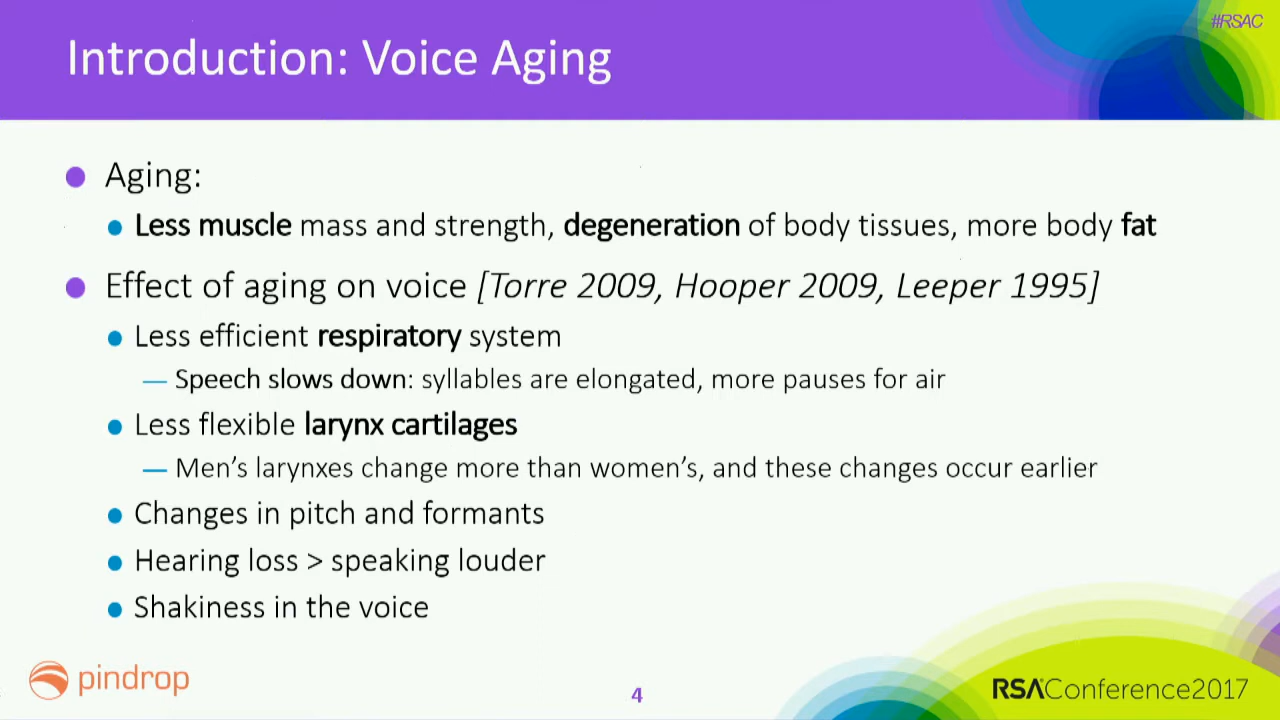 #RSAC
Introduction: Voice Aging
Aging:
Less muscle mass and strength, degeneration of body tissues, more body fat
Effect of aging on voice [Torre 2009, Hooper 2009, Leeper 1995]
Less efficient respiratory system
— Speech slows down: syllables are elongated, more pauses for air
Less flexible larynx cartilages
— Men’s larynxes change more than women’s, and these changes occur earlier
Changes in pitch and formants
Hearing loss > speaking louder
Shakiness in the voice
pindrop
4
RSAConference2017